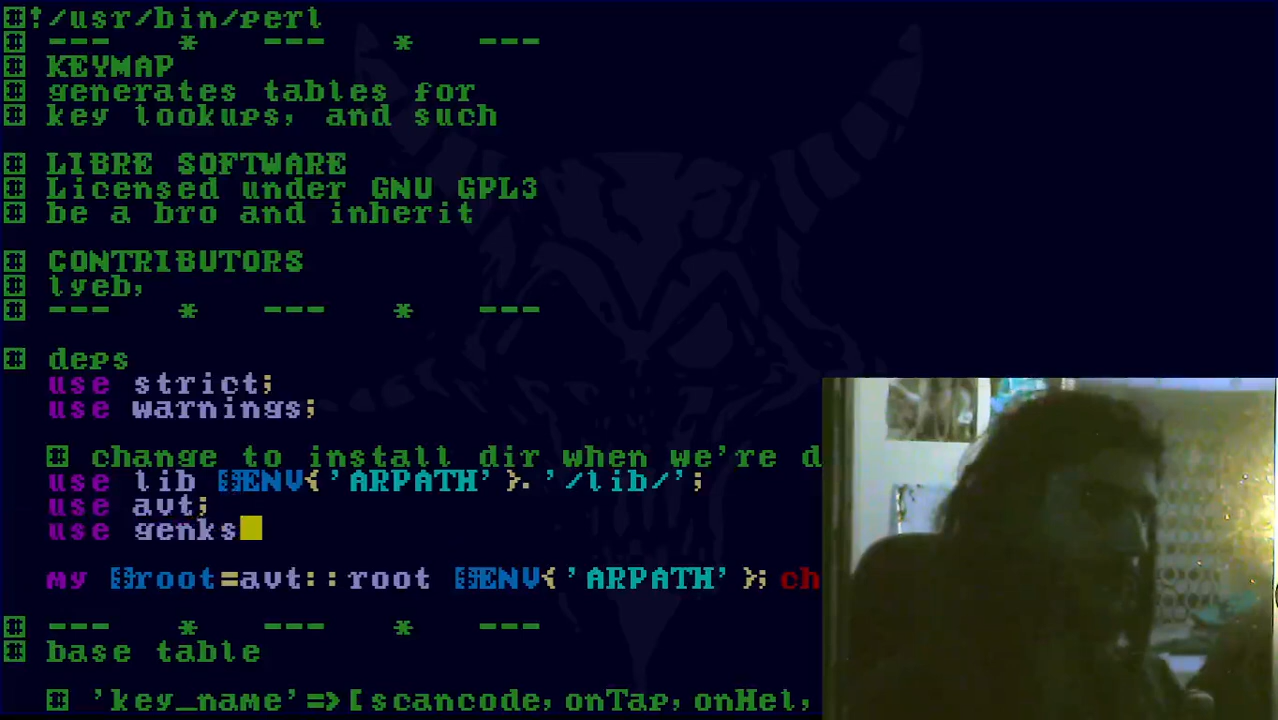 #!/usr/bin/perl
# --- * --- * ---
# KEYMAP
# generates tables for
# key lookups, and such
# LIBRE SOFTWARE
# Licensed under GNU GPL3
# be a bro and inherit
# CONTRIBUTORS
# lyeb,
# --- * --- * ---
# deps
use strict;
use warnings;
# change to install dir when we're d
use lib $ENV{'ARPATH'}.'/lib/';
use avt;
use genks
my $root=avt::root $ENV{'ARPATH'}; ch
# --- * --- * ---
# base table
# 'key_name'=>[scancode,onTap,onHel,